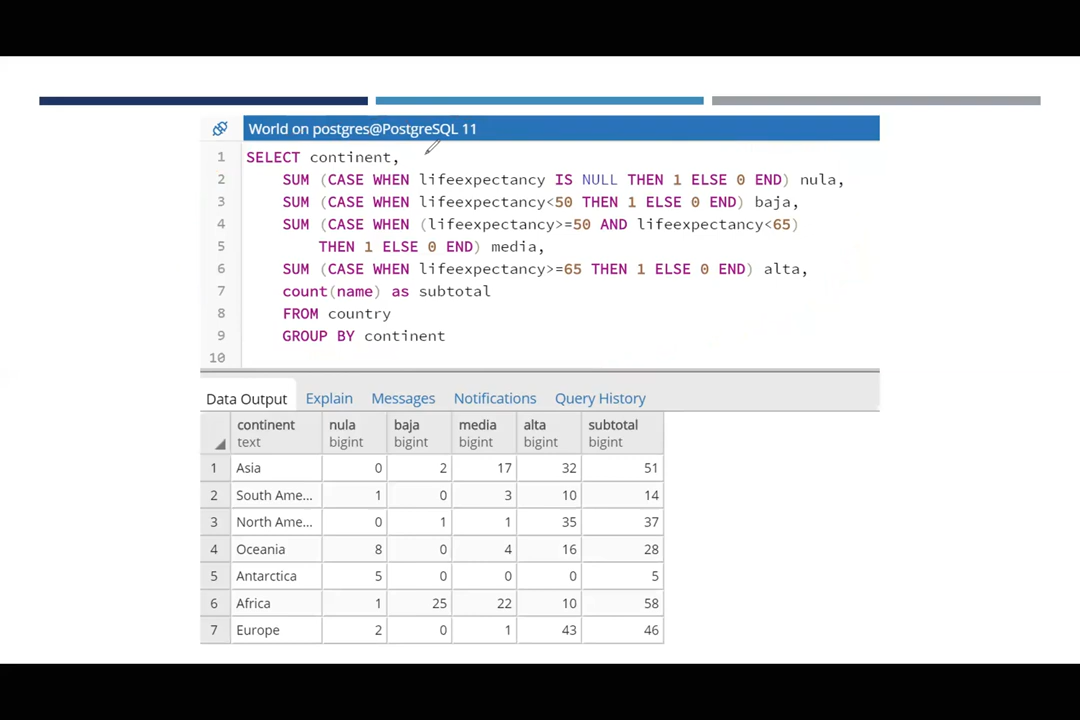 World on postgres@PostgreSQL 11
1 SELECT continent,
2 SUM (CASE WHEN lifeexpectancy IS NULL THEN 1 ELSE 0 END) nula,
3 SUM (CASE WHEN lifeexpectancy<50 THEN 1 ELSE 0 END) baja,
4 SUM (CASE WHEN (lifeexpectancy>=50 AND lifeexpectancy<65)
5 THEN 1 ELSE 0 END) media,
6 SUM (CASE WHEN lifeexpectancy>=65 THEN 1 ELSE 0 END) alta,
7 count(name) as subtotal
8 FROM country
9 GROUP BY continent
10
Data Output Explain Messages Notifications Query History
continent nula baja media alta subtotal
text bigint bigint bigint bigint bigint
1 Asia 0 2 17 32 51
2 South Ame... 1 0 3 10 14
3 North Ame... 0 1 1 35 37
4 Oceania 8 0 4 16 28
5 Antarctica 5 0 0 0 5
6 Africa 1 25 22 10 58
7 Europe 2 0 1 43 46